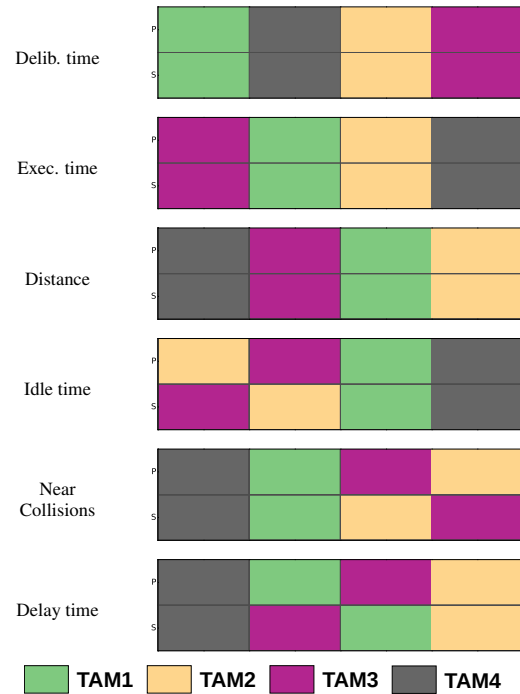 P
Delib. time
S
P
Exec. time
S
P
Distance
S
P
Idle time
S
P
Near
Collisions
S
P
Delay time
S
TAM1 TAM2 TAM3 TAM4